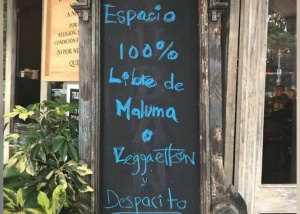 Espacio
100%
Libre de
Maluma
o
Reggaetton
y
Despacito